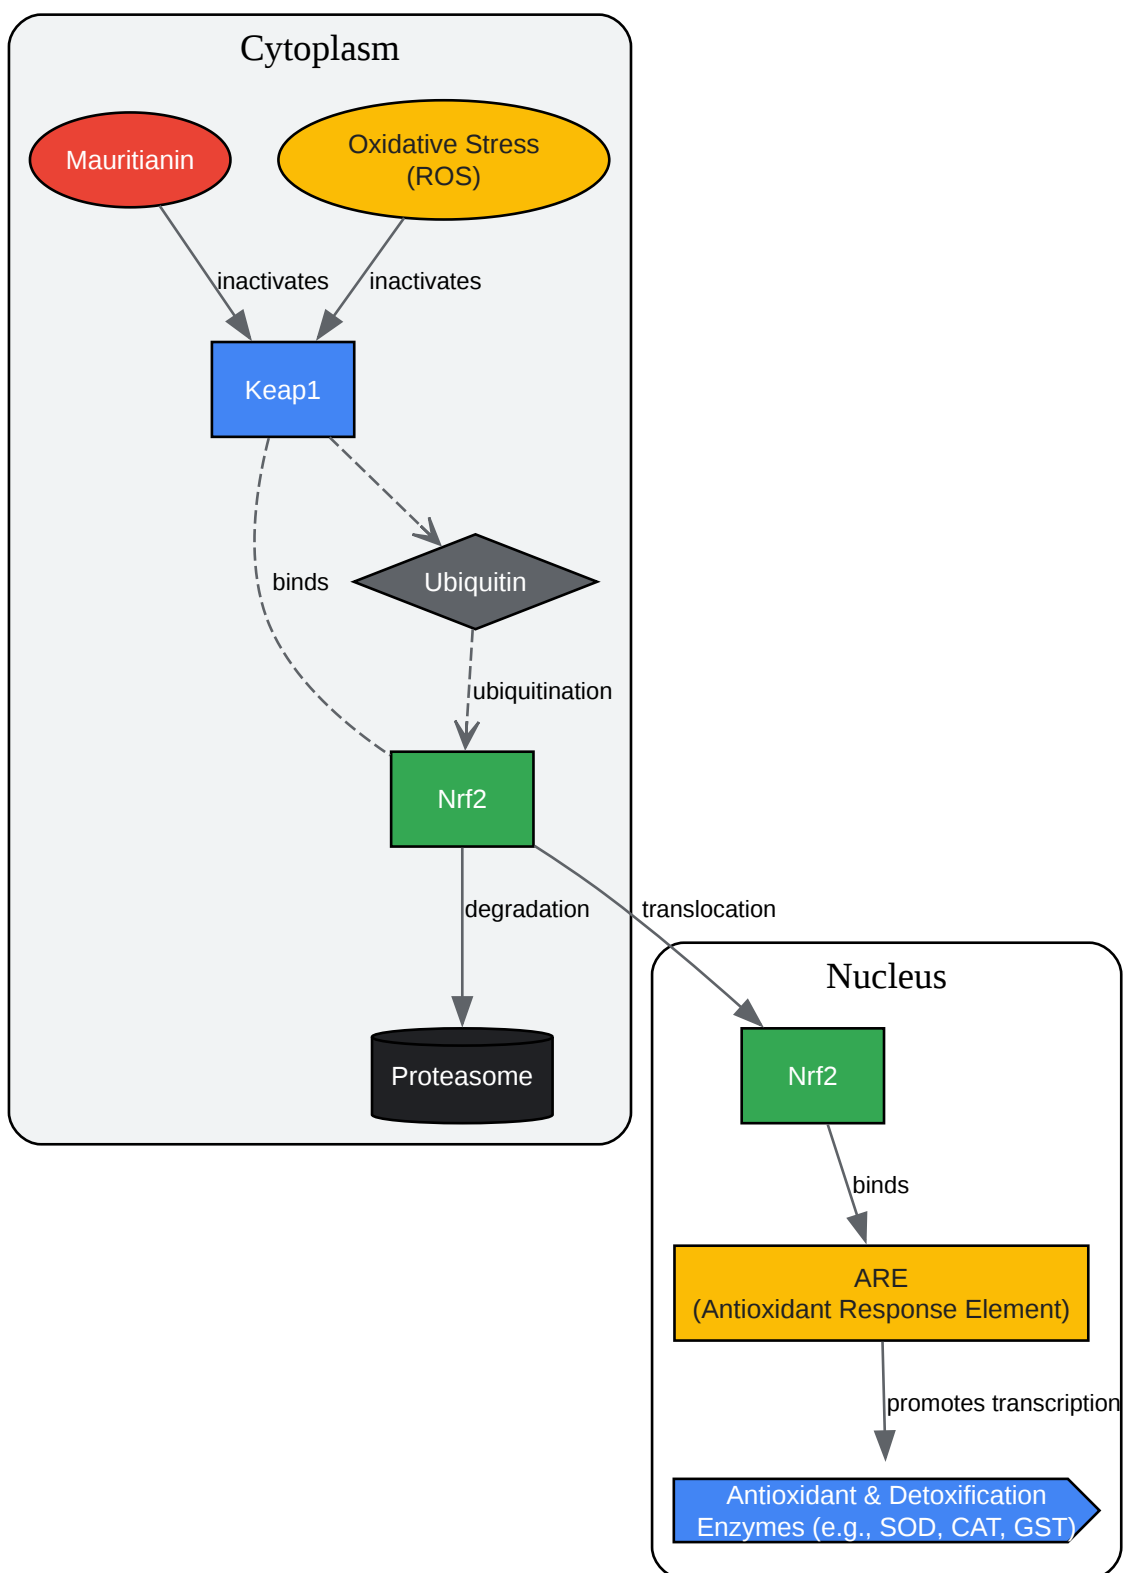 Cytoplasm
Mauritianin
Oxidative Stress
(ROS)
inactivates
inactivates
Keap1
binds
Ubiquitin
ubiquitination
Nrf2
degradation
translocation
Nucleus
Proteasome
Nrf2
binds
ARE
(Antioxidant Response Element)
promotes transcription
Antioxidant & Detoxification
Enzymes (e.g., SOD, CAT, GST)